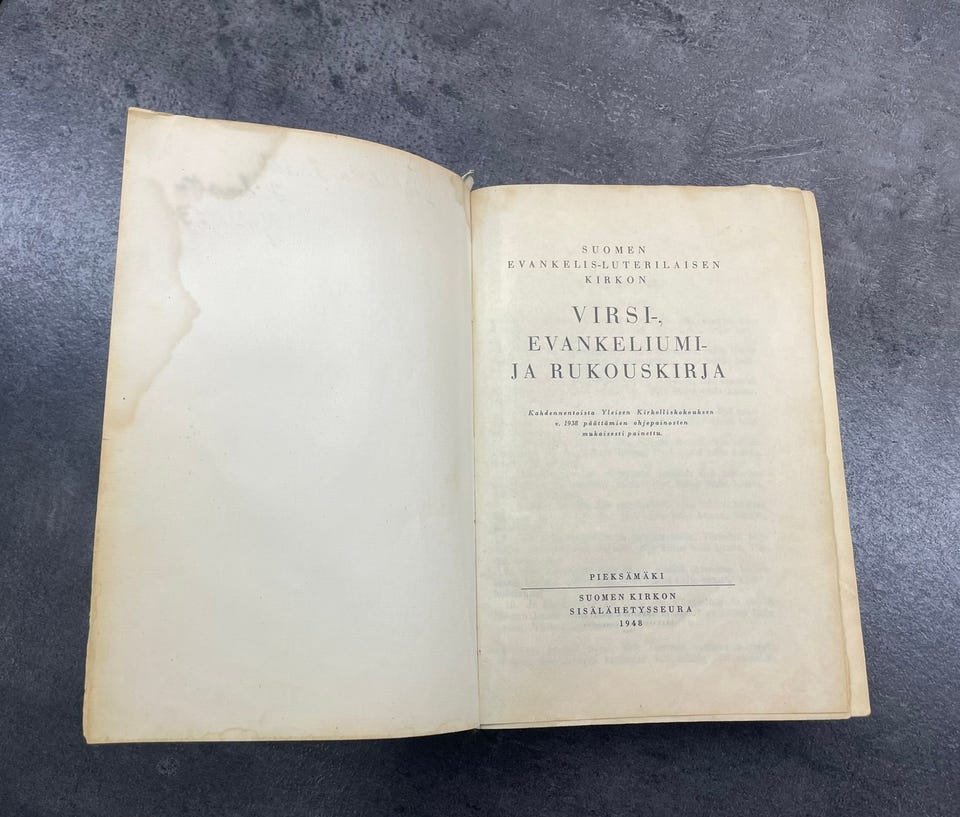 SUOMEN
EVANKELIS-LUTERILAISEN
KIRKON
VIRSI-,
EVANKELIUMI-
JA RUKOUSKIRJA
Kahdennentoista Yleisen Kirkolliskokouksen
v. 1938 päättämien ohjepainosten
mukaisesti painettu.
PIEKSÄMÄKI
SUOMEN KIRKON
SISÄLÄHETYSSEURA
1948